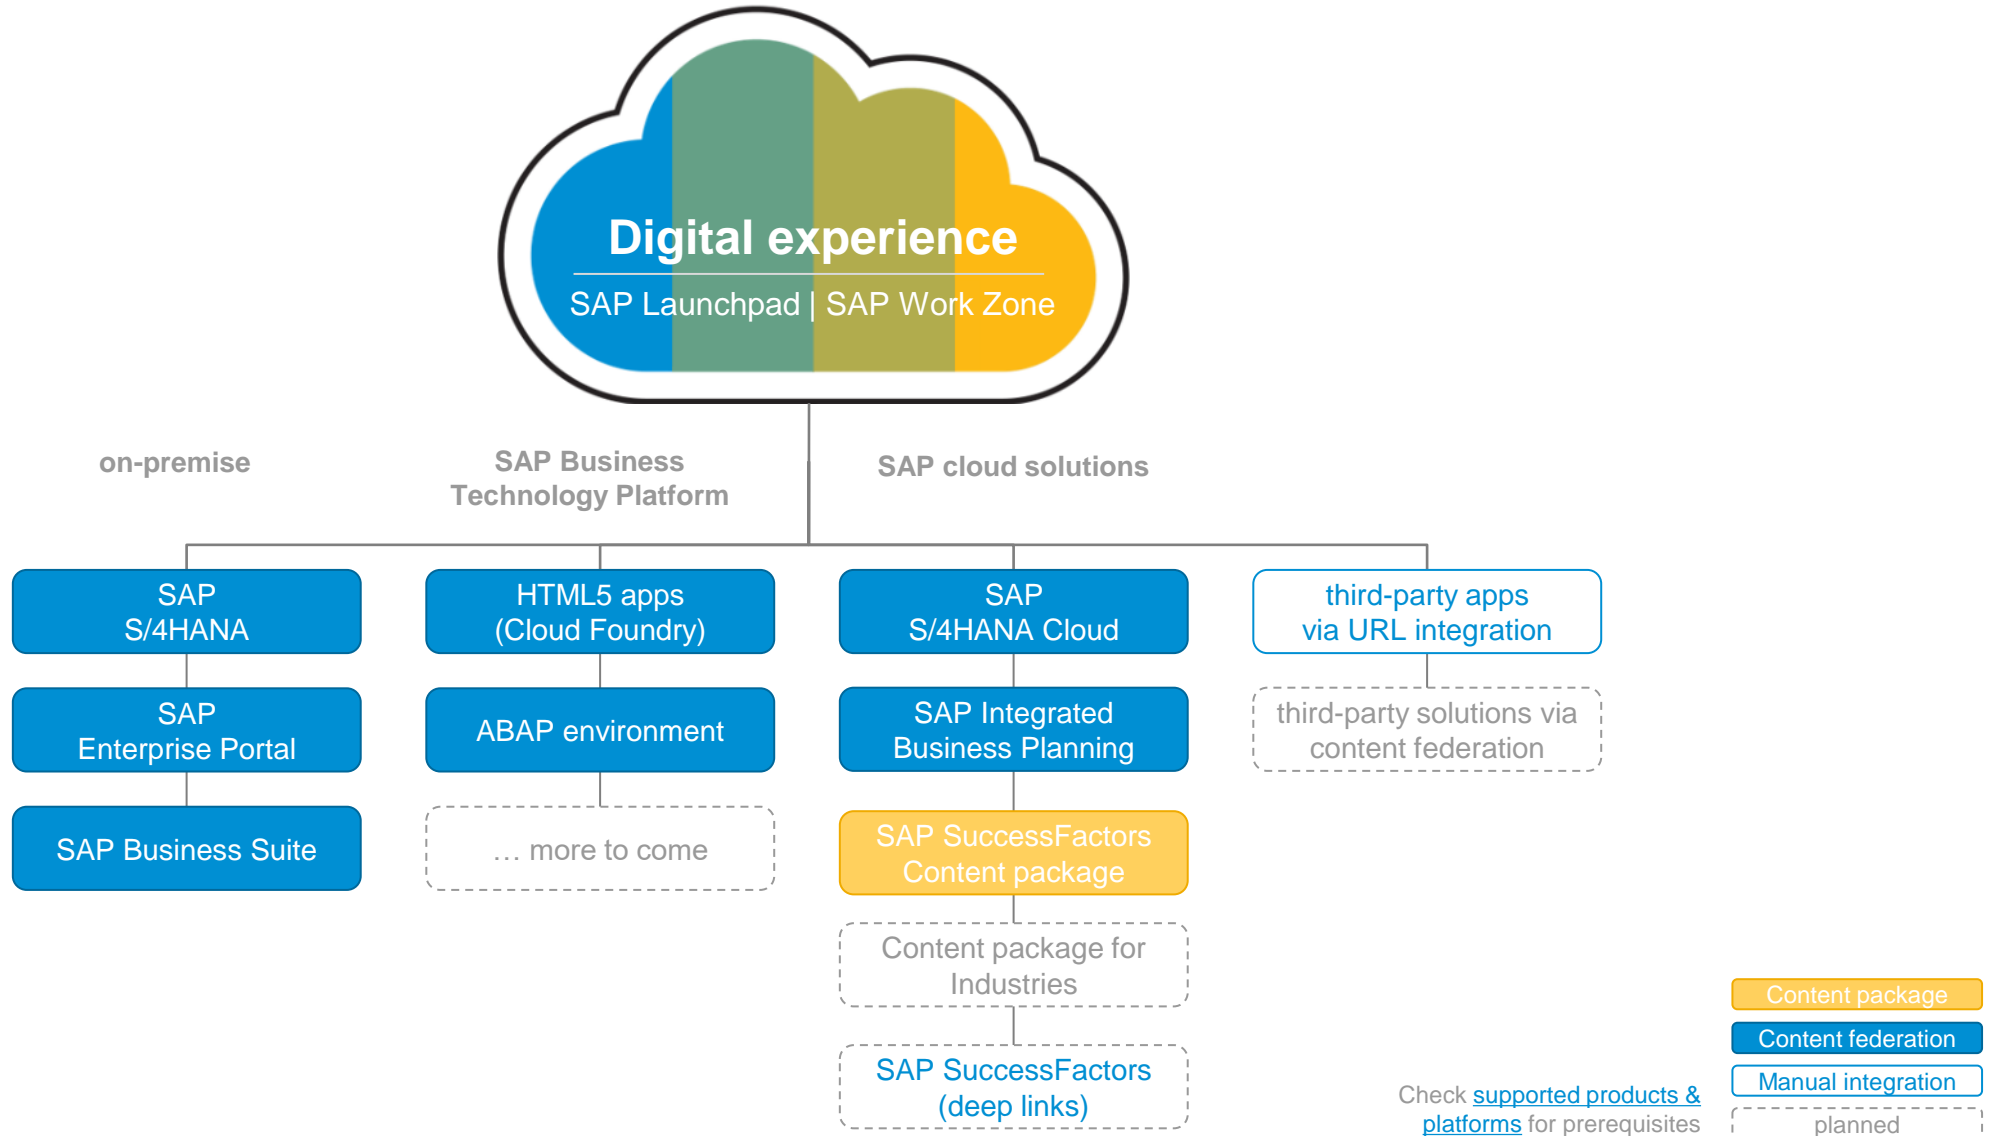 Digital experience
SAP Launchpad | SAP Work Zone
on-premise
SAP Business
Technology Platform
SAP cloud solutions
SAP
S/4HANA
SAP
Enterprise Portal
SAP Business Suite
HTML5 apps
(Cloud Foundry)
ABAP environment
… more to come
SAP
S/4HANA Cloud
SAP Integrated
Business Planning
SAP SuccessFactors
Content package
Content package for
Industries
SAP SuccessFactors
(deep links)
third-party apps
via URL integration
third-party solutions via
content federation
Check supported products &
platforms for prerequisites
Content package
Content federation
Manual integration
planned